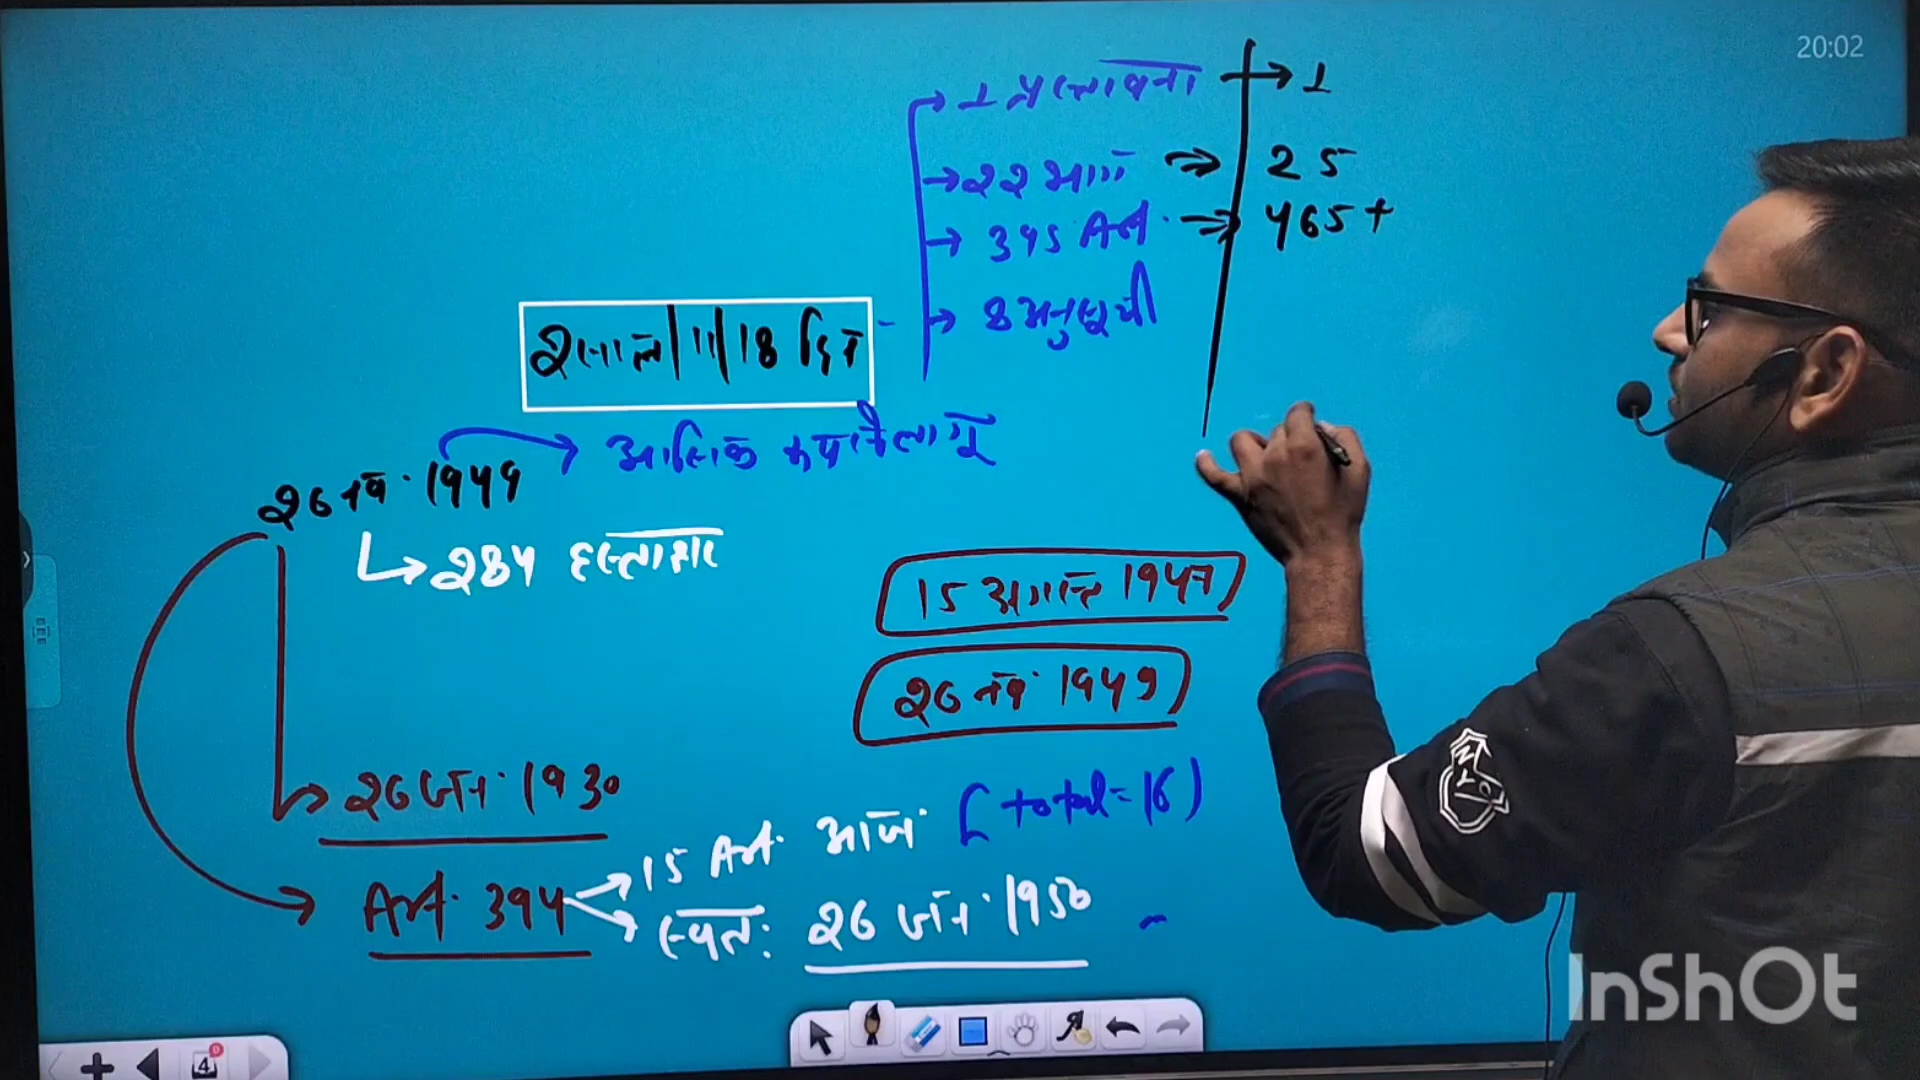 20:02
→ 1 प्रस्तावना → 1
→ 22 भाग ⇒ 25
→ 395 Art. ⇒ 465+
→ 8 अनुसूची
2 साल/11/18 दिन
26 नव. 1949 → आंशिक रूप से लागू
↳ 284 हस्ताक्षर
15 अगस्त 1947
26 नव. 1949
→ 26 जन. 1930
(total = 16)
→ Art. 394 → 15 Art. आज
→ स्वत: 26 जन. 1950
4
InShOt